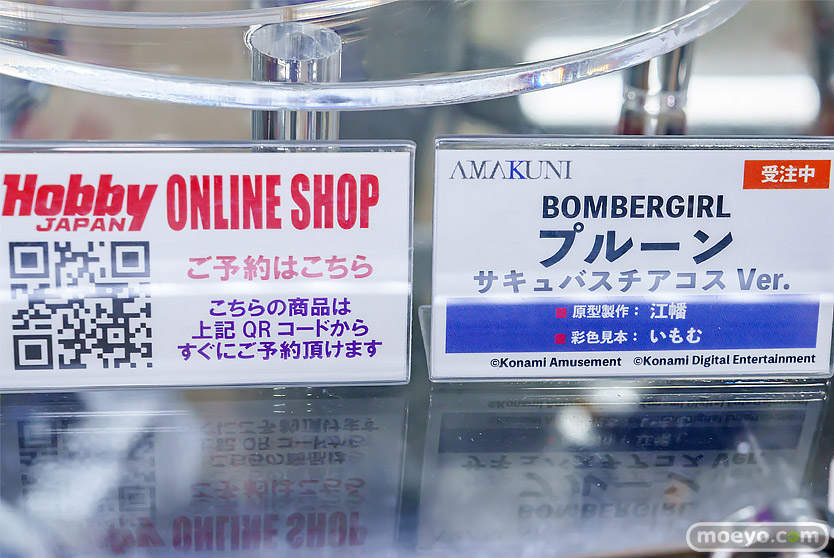 Hobby JAPAN ONLINE SHOP
ご予約はこちら
こちらの商品は
上記 QR コードから
すぐにご予約頂けます
AMAKUNI
受注中
BOMBERGIRL
プルーン
サキュバスチアコス Ver.
■ 原型製作： 江幡
■ 彩色見本： いもむ
©Konami Amusement ©Konami Digital Entertainment
moeyo.com